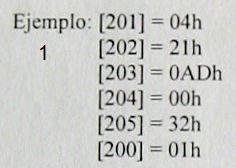 Ejemplo: [201] = 04h
1
[202] = 21h
[203] = 0ADh
[204] = 00h
[205] = 32h
[200] = 01h